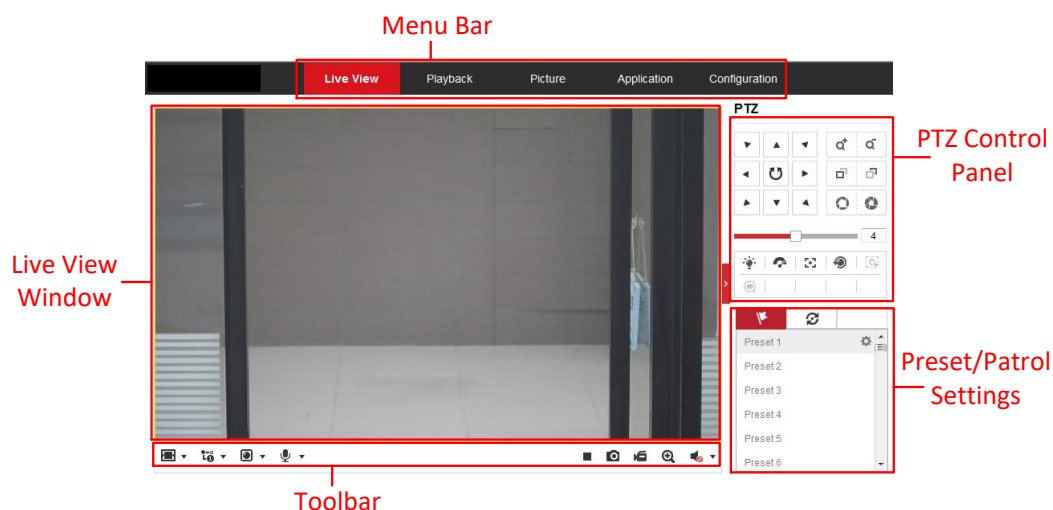 Menu Bar
Live View Playback Picture Application Configuration
PTZ
PTZ Control
Panel
4
Live View
Window
3D
Preset 1
Preset 2
Preset 3
Preset 4
Preset 5
Preset 6
Preset/Patrol
Settings
Toolbar